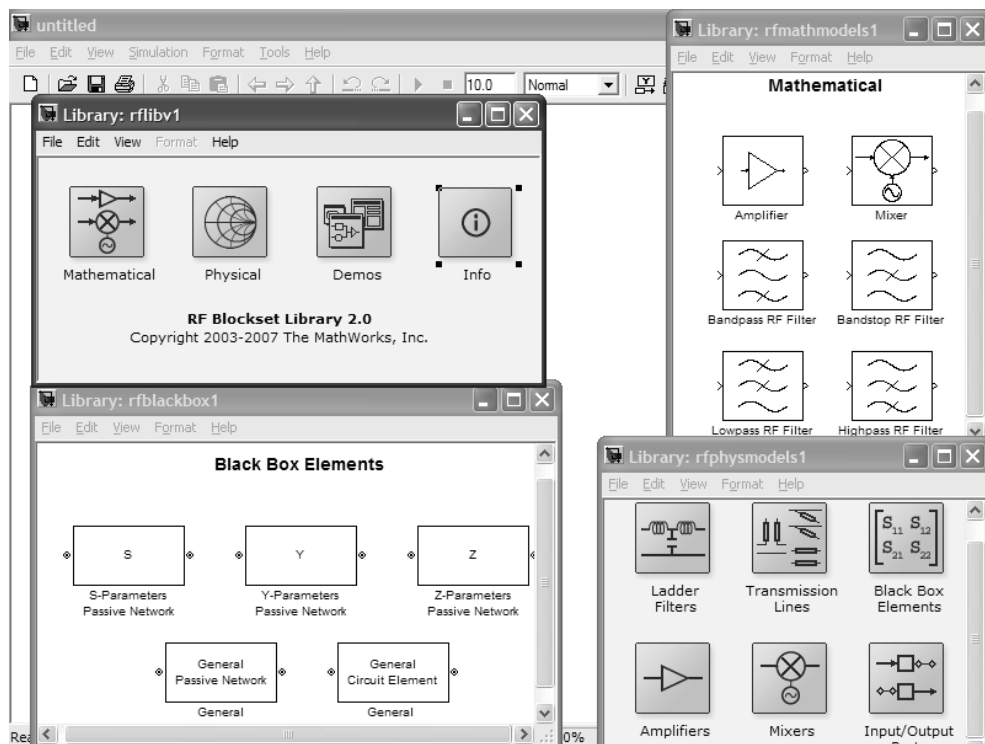 untitled
File Edit View Simulation Format Tools Help
10.0 Normal
Library: rflibv1
File Edit View Format Help
Mathematical Physical Demos Info
RF Blockset Library 2.0
Copyright 2003-2007 The MathWorks, Inc.
Library: rfmathmodels1
File Edit View Format Help
Mathematical
Amplifier Mixer
Bandpass RF Filter Bandstop RF Filter
Lowpass RF Filter Highpass RF Filter
Library: rfblackbox1
File Edit View Format Help
Black Box Elements
S Y Z
S-Parameters Y-Parameters Z-Parameters
Passive Network Passive Network Passive Network
General General
Passive Network Circuit Element
General General
Library: rfphysmodels1
File Edit View Format Help
S11 S12
S21 S22
Ladder Transmission Black Box
Filters Lines Elements
Amplifiers Mixers Input/Output
0%